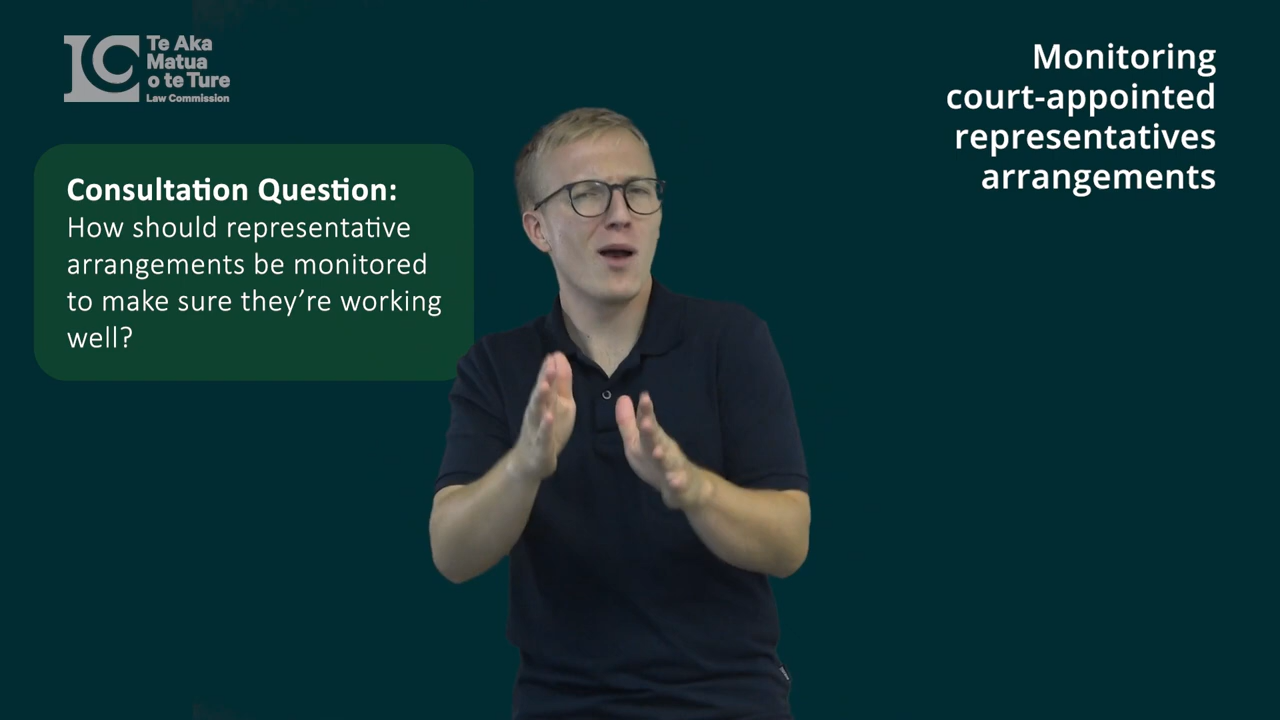 Te Aka
Matua
o te Ture
Law Commission
Monitoring
court-appointed
representatives
arrangements
Consultation Question:
How should representative
arrangements be monitored
to make sure they’re working
well?